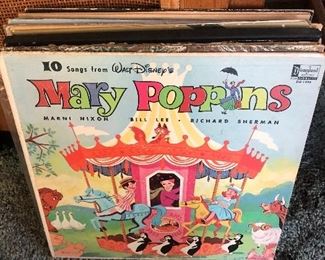 10 Songs from WALT DISNEY'S
Mary Poppins
MARNI NIXON BILL LEE RICHARD SHERMAN
Disneyland